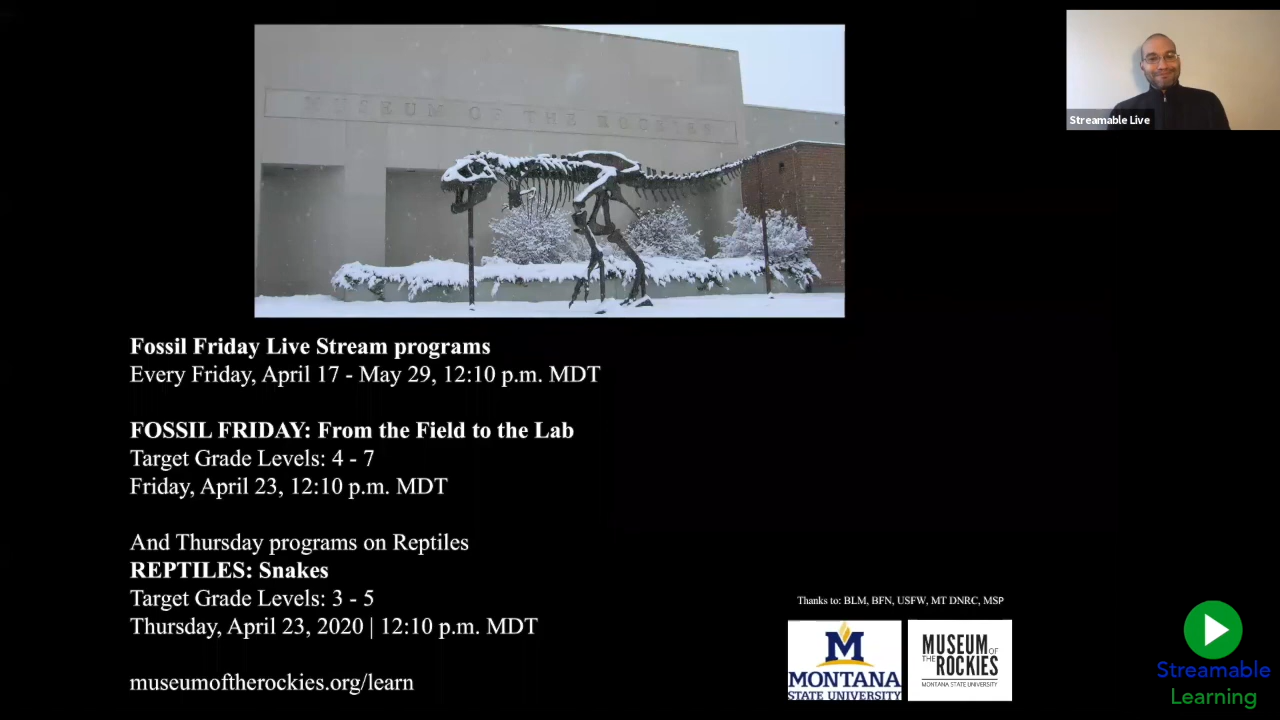 MUSEUM OF THE ROCKIES
Streamable Live
Fossil Friday Live Stream programs
Every Friday, April 17 - May 29, 12:10 p.m. MDT
FOSSIL FRIDAY: From the Field to the Lab
Target Grade Levels: 4 - 7
Friday, April 23, 12:10 p.m. MDT
And Thursday programs on Reptiles
REPTILES: Snakes
Target Grade Levels: 3 - 5
Thursday, April 23, 2020 | 12:10 p.m. MDT
museumoftherockies.org/learn
Thanks to: BLM, BFN, USFW, MT DNRC, MSP
M
MONTANA
STATE UNIVERSITY
MUSEUM OF
THE ROCKIES
MONTANA STATE UNIVERSITY
Streamable
Learning